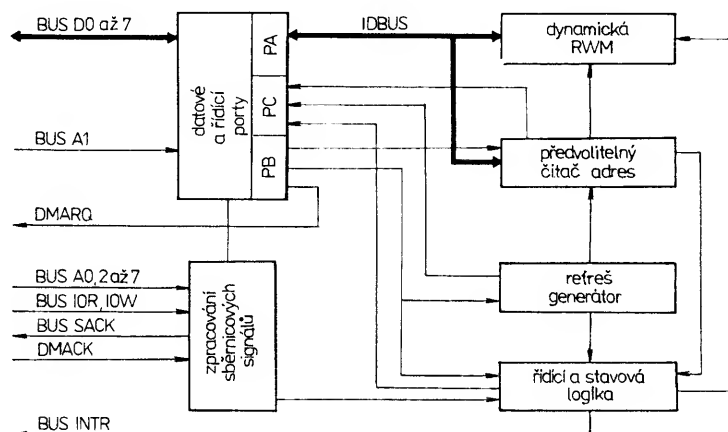 BUS D0 až 7
BUS A1
DMARQ
BUS A0, 2 až 7
BUS IOR, IOW
BUS SACK
DMACK
BUS INTR
datové
a řídící
porty
PA
PC
PB
zpracování
sběrnicových
signálů
IDBUS
dynamická
RWM
předvolitelný
čítač adres
refreš
generátor
řídící a stavová
logika